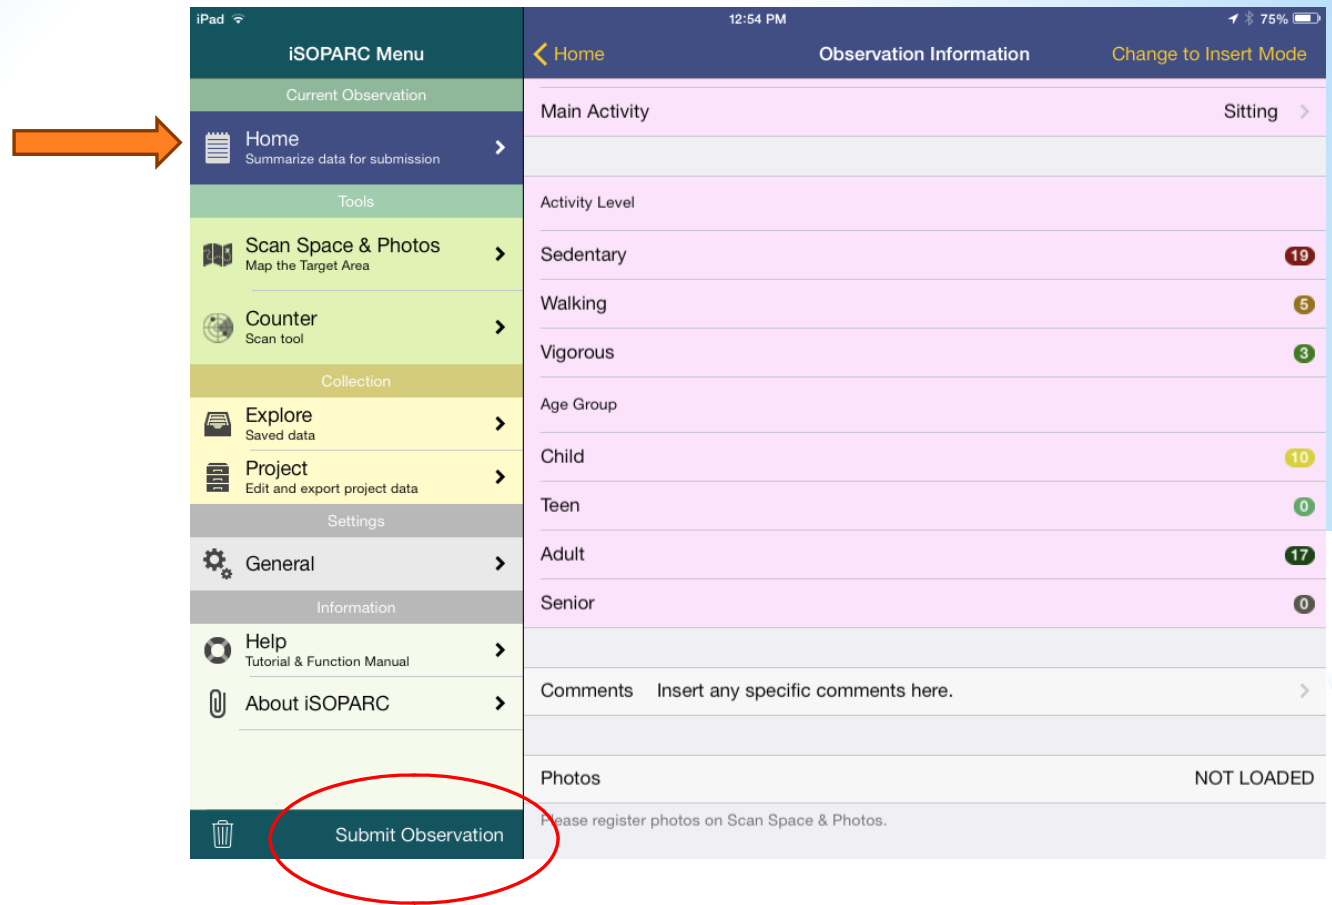 iPad 12:54 PM 75%
iSOPARC Menu
Current Observation
Home
Summarize data for submission
Tools
Scan Space & Photos
Map the Target Area
Counter
Scan tool
Collection
Explore
Saved data
Project
Edit and export project data
Settings
General
Information
Help
Tutorial & Function Manual
About iSOPARC
Submit Observation
Home Observation Information Change to Insert Mode
Main Activity Sitting
Activity Level
Sedentary 19
Walking 5
Vigorous 3
Age Group
Child 10
Teen 0
Adult 17
Senior 0
Comments Insert any specific comments here.
Photos NOT LOADED
Please register photos on Scan Space & Photos.